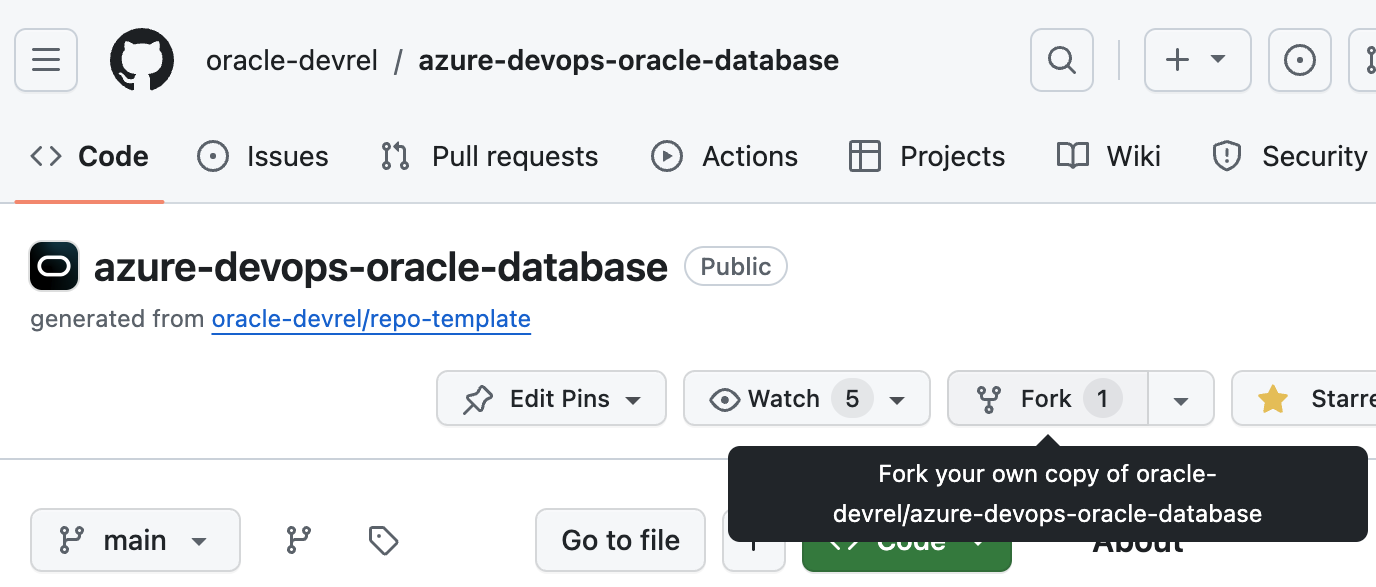 oracle-devrel / azure-devops-oracle-database
Code Issues Pull requests Actions Projects Wiki Security
azure-devops-oracle-database Public
generated from oracle-devrel/repo-template
Edit Pins Watch 5 Fork 1 Starre
Fork your own copy of oracle-
devrel/azure-devops-oracle-database
main Go to file Code About